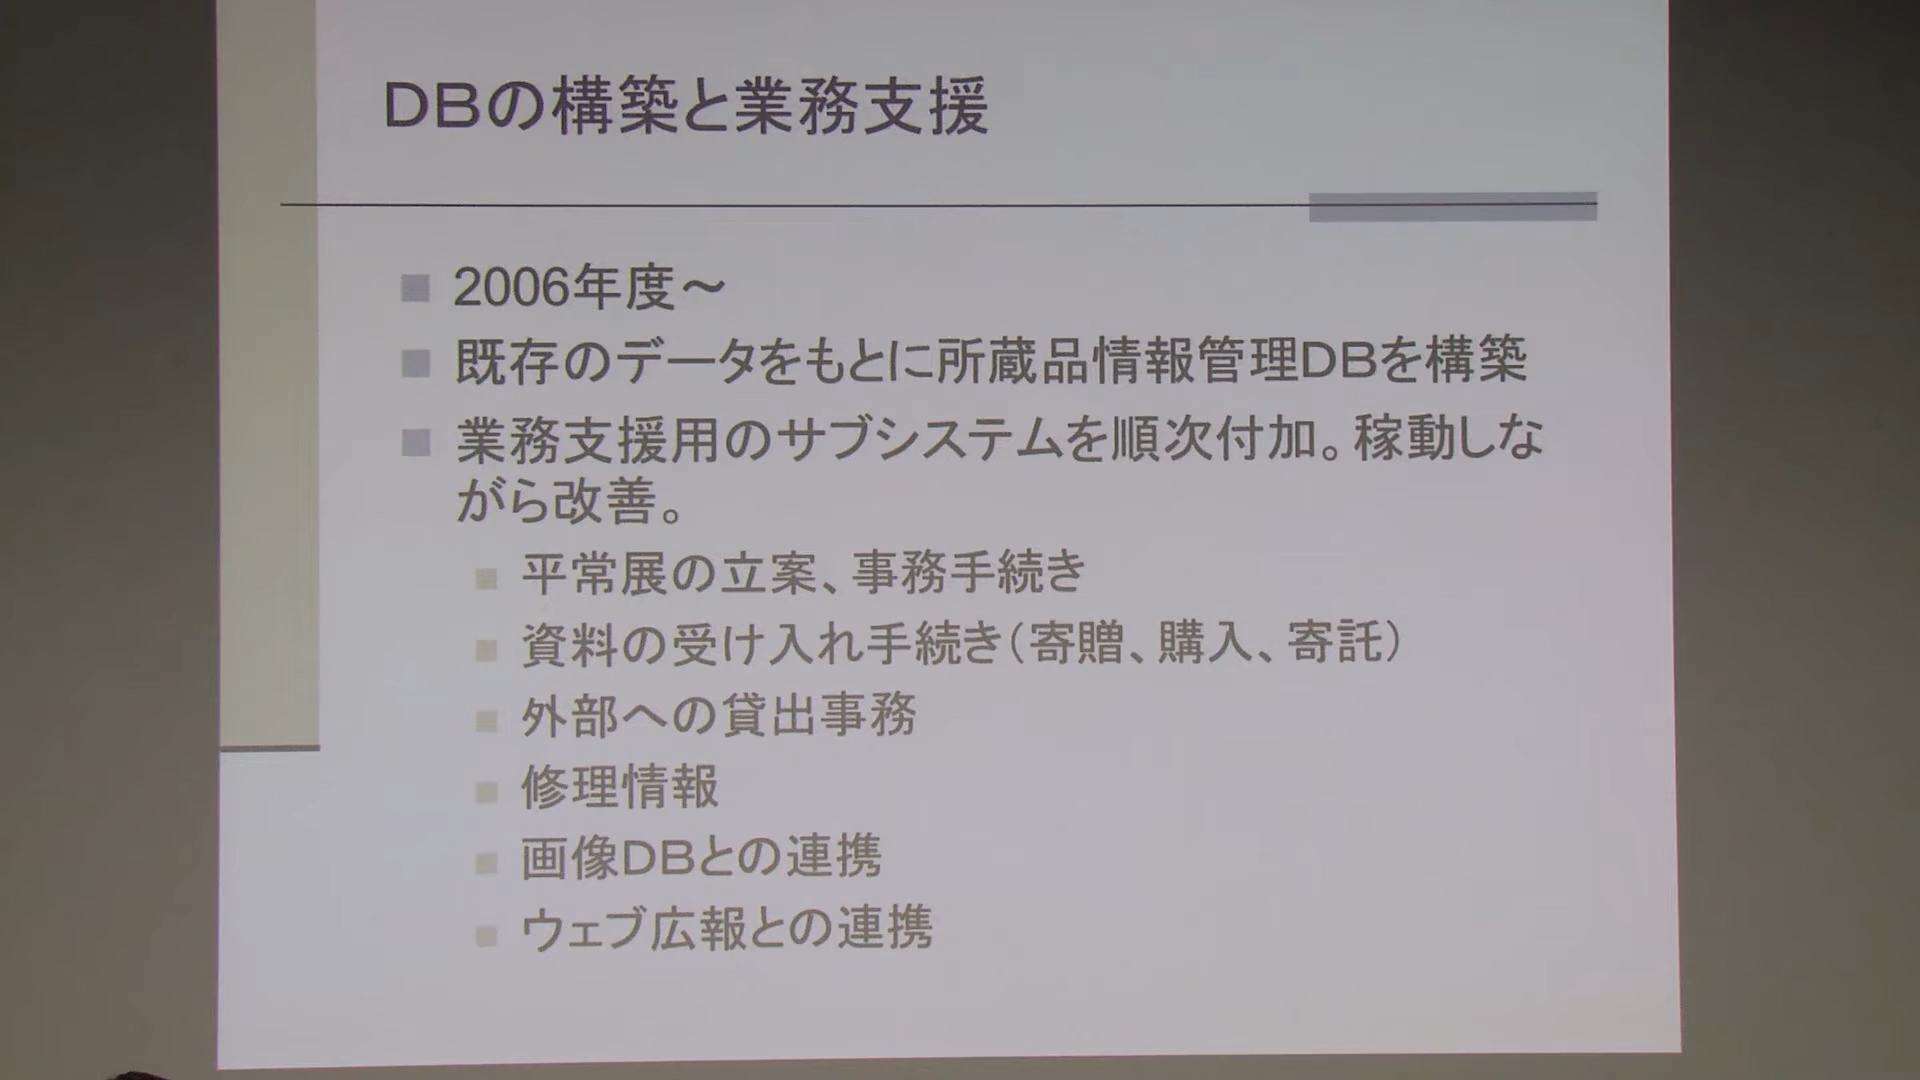 DBの構築と業務支援
2006年度～
既存のデータをもとに所蔵品情報管理DBを構築
業務支援用のサブシステムを順次付加。稼動しな
がら改善。
平常展の立案、事務手続き
資料の受け入れ手続き（寄贈、購入、寄託）
外部への貸出事務
修理情報
画像DBとの連携
ウェブ広報との連携